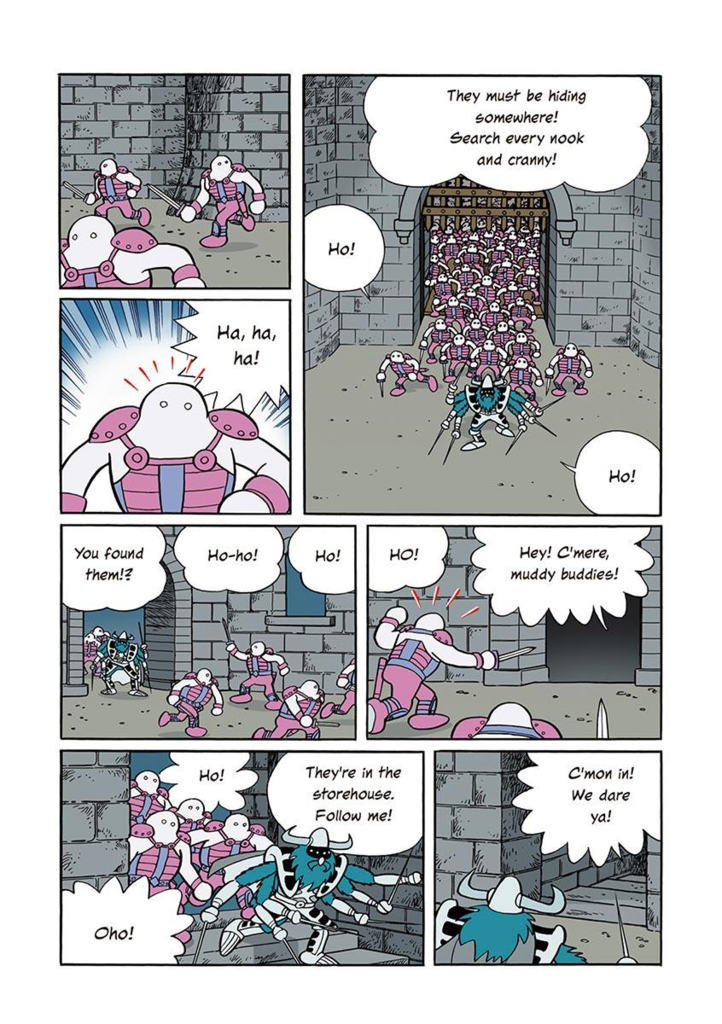 They must be hiding
somewhere!
Search every nook
and cranny!
Ho!
Ho!
Ha, ha,
ha!
You found
them!?
Ho-ho!
Ho!
HO!
Hey! C'mere,
muddy buddies!
Ho!
They're in the
storehouse.
Follow me!
Oho!
C'mon in!
We dare
ya!